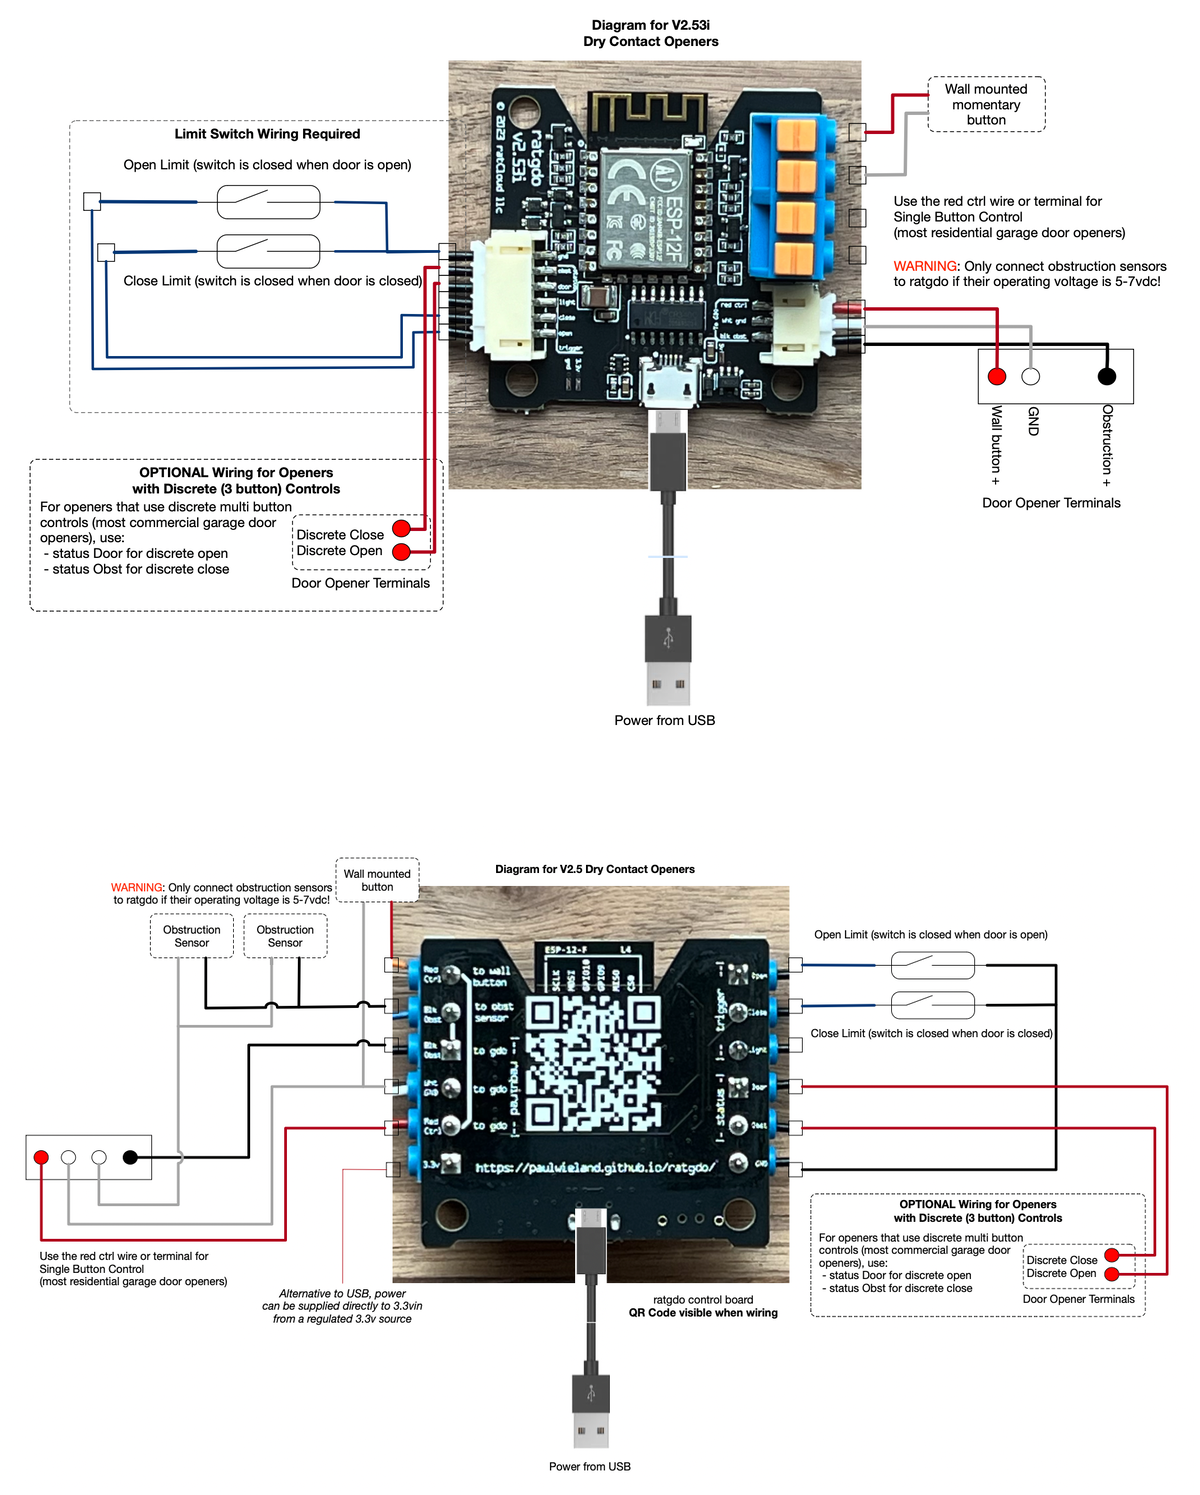 Diagram for V2.53i
Dry Contact Openers
Limit Switch Wiring Required
Open Limit (switch is closed when door is open)
Close Limit (switch is closed when door is closed)
OPTIONAL Wiring for Openers
with Discrete (3 button) Controls
For openers that use discrete multi button
controls (most commercial garage door
openers), use:
- status Door for discrete open
- status Obst for discrete close
Discrete Close
Discrete Open
Door Opener Terminals
© 2023 ratCloud llc
ratgdo
v2.53i
ESP-12F
gnd
obst
door
light
close
open
trigger
red ctrl
wht gnd
blk obst
Wall mounted
momentary
button
Use the red ctrl wire or terminal for
Single Button Control
(most residential garage door openers)
WARNING: Only connect obstruction sensors
to ratgdo if their operating voltage is 5-7vdc!
Wall button +
GND
Obstruction +
Door Opener Terminals
Power from USB
Diagram for V2.5 Dry Contact Openers
Wall mounted
button
WARNING: Only connect obstruction sensors
to ratgdo if their operating voltage is 5-7vdc!
Obstruction
Sensor
Obstruction
Sensor
ESP-12-F L4
SCLK
MOSI
GPIO10
GPIO9
MISO
CS0
Red
Ctrl
to wall
button
Blk
Obst
to obst
sensor
Blk
Obst
to gdo
Wht
GND
to gdo
Red
Ctrl
to gdo
3.3v
|-- required --|
Open
Close
Light
Door
Obst
GND
|-- trigger --|
|- status -|
https://paulwieland.github.io/ratgdo/
Open Limit (switch is closed when door is open)
Close Limit (switch is closed when door is closed)
Use the red ctrl wire or terminal for
Single Button Control
(most residential garage door openers)
Alternative to USB, power
can be supplied directly to 3.3vin
from a regulated 3.3v source
ratgdo control board
QR Code visible when wiring
OPTIONAL Wiring for Openers
with Discrete (3 button) Controls
For openers that use discrete multi button
controls (most commercial garage door
openers), use:
- status Door for discrete open
- status Obst for discrete close
Discrete Close
Discrete Open
Door Opener Terminals
Power from USB